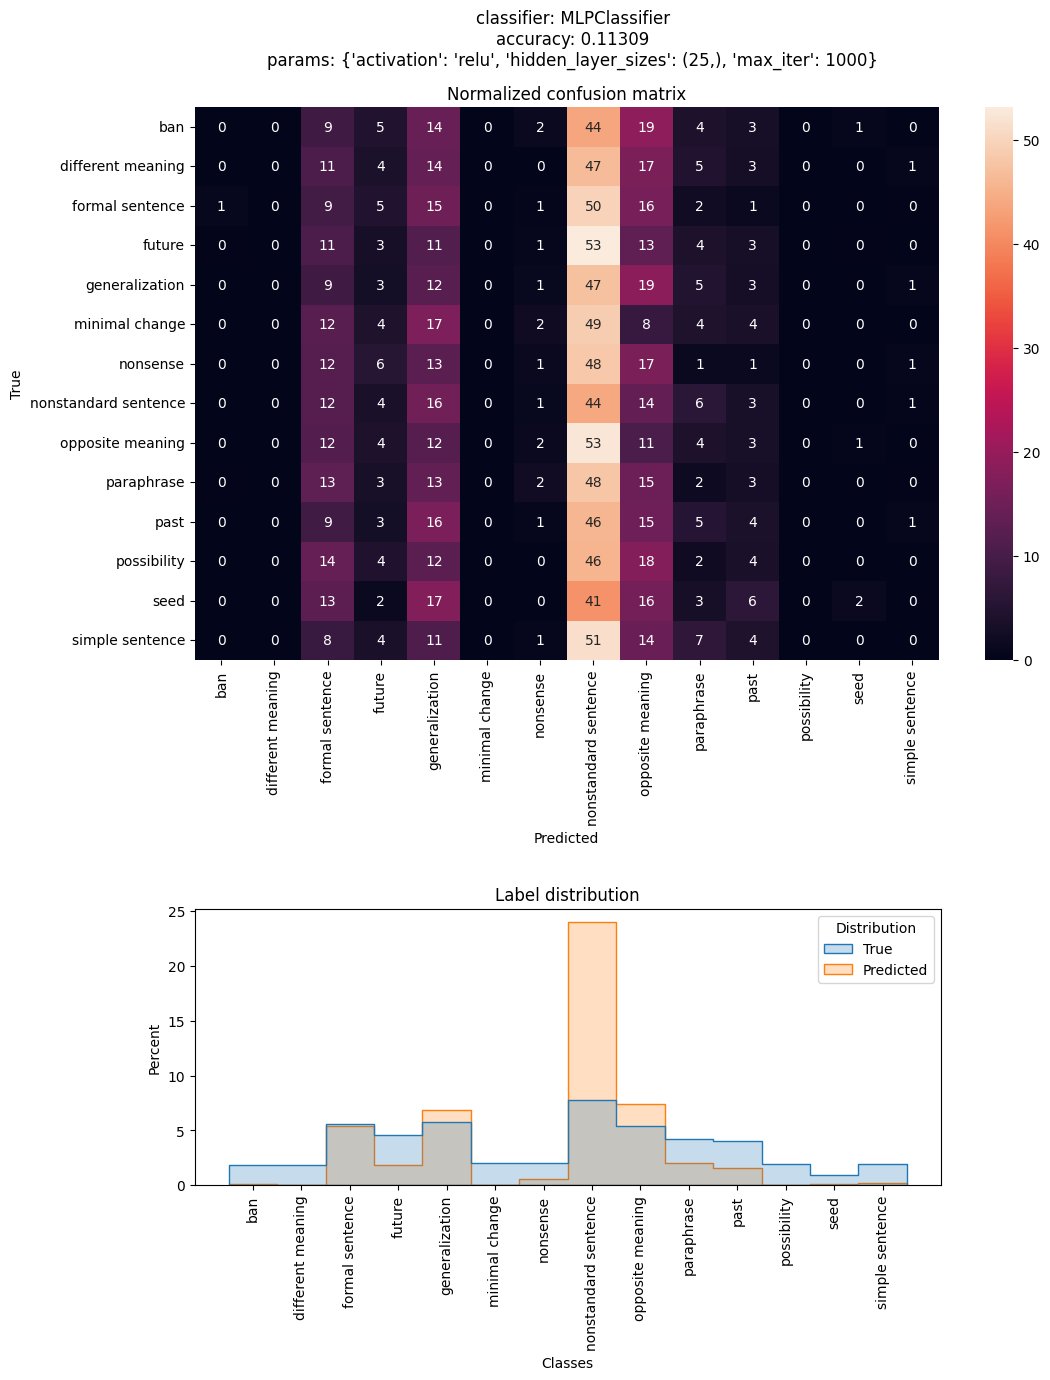 classifier: MLPClassifier
accuracy: 0.11309
params: {'activation': 'relu', 'hidden_layer_sizes': (25,), 'max_iter': 1000}
Normalized confusion matrix
True
ban 0 0 9 5 14 0 2 44 19 4 3 0 1 0
different meaning 0 0 11 4 14 0 0 47 17 5 3 0 0 1
formal sentence 1 0 9 5 15 0 1 50 16 2 1 0 0 0
future 0 0 11 3 11 0 1 53 13 4 3 0 0 0
generalization 0 0 9 3 12 0 1 47 19 5 3 0 0 1
minimal change 0 0 12 4 17 0 2 49 8 4 4 0 0 0
nonsense 0 0 12 6 13 0 1 48 17 1 1 0 0 1
nonstandard sentence 0 0 12 4 16 0 1 44 14 6 3 0 0 1
opposite meaning 0 0 12 4 12 0 2 53 11 4 3 0 1 0
paraphrase 0 0 13 3 13 0 2 48 15 2 3 0 0 0
past 0 0 9 3 16 0 1 46 15 5 4 0 0 1
possibility 0 0 14 4 12 0 0 46 18 2 4 0 0 0
seed 0 0 13 2 17 0 0 41 16 3 6 0 2 0
simple sentence 0 0 8 4 11 0 1 51 14 7 4 0 0 0
ban
different meaning
formal sentence
future
generalization
minimal change
nonsense
nonstandard sentence
opposite meaning
paraphrase
past
possibility
seed
simple sentence
Predicted
50
40
30
20
10
0
Label distribution
Percent
25
20
15
10
5
0
Distribution
True
Predicted
ban
different meaning
formal sentence
future
generalization
minimal change
nonsense
nonstandard sentence
opposite meaning
paraphrase
past
possibility
seed
simple sentence
Classes